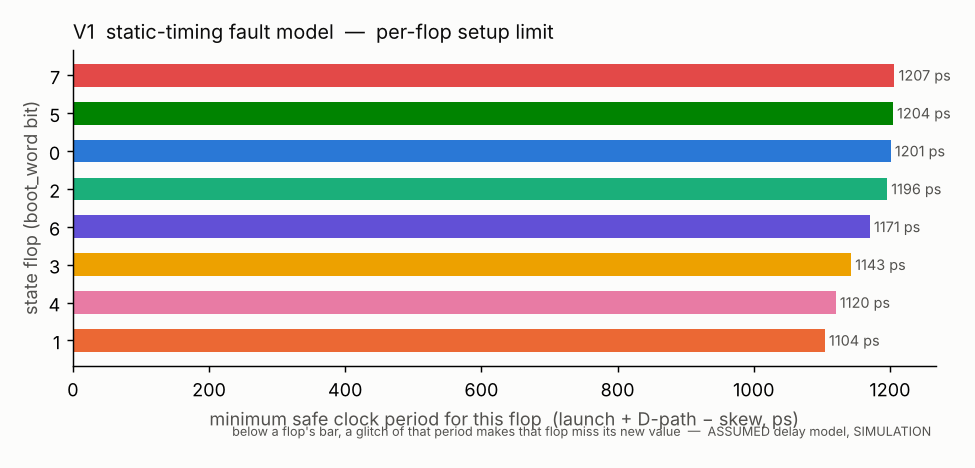 V1 static-timing fault model — per-flop setup limit
state flop (boot_word bit)
7 1207 ps
5 1204 ps
0 1201 ps
2 1196 ps
6 1171 ps
3 1143 ps
4 1120 ps
1 1104 ps
0 200 400 600 800 1000 1200
minimum safe clock period for this flop (launch + D-path − skew, ps)
below a flop's bar, a glitch of that period makes that flop miss its new value — ASSUMED delay model, SIMULATION